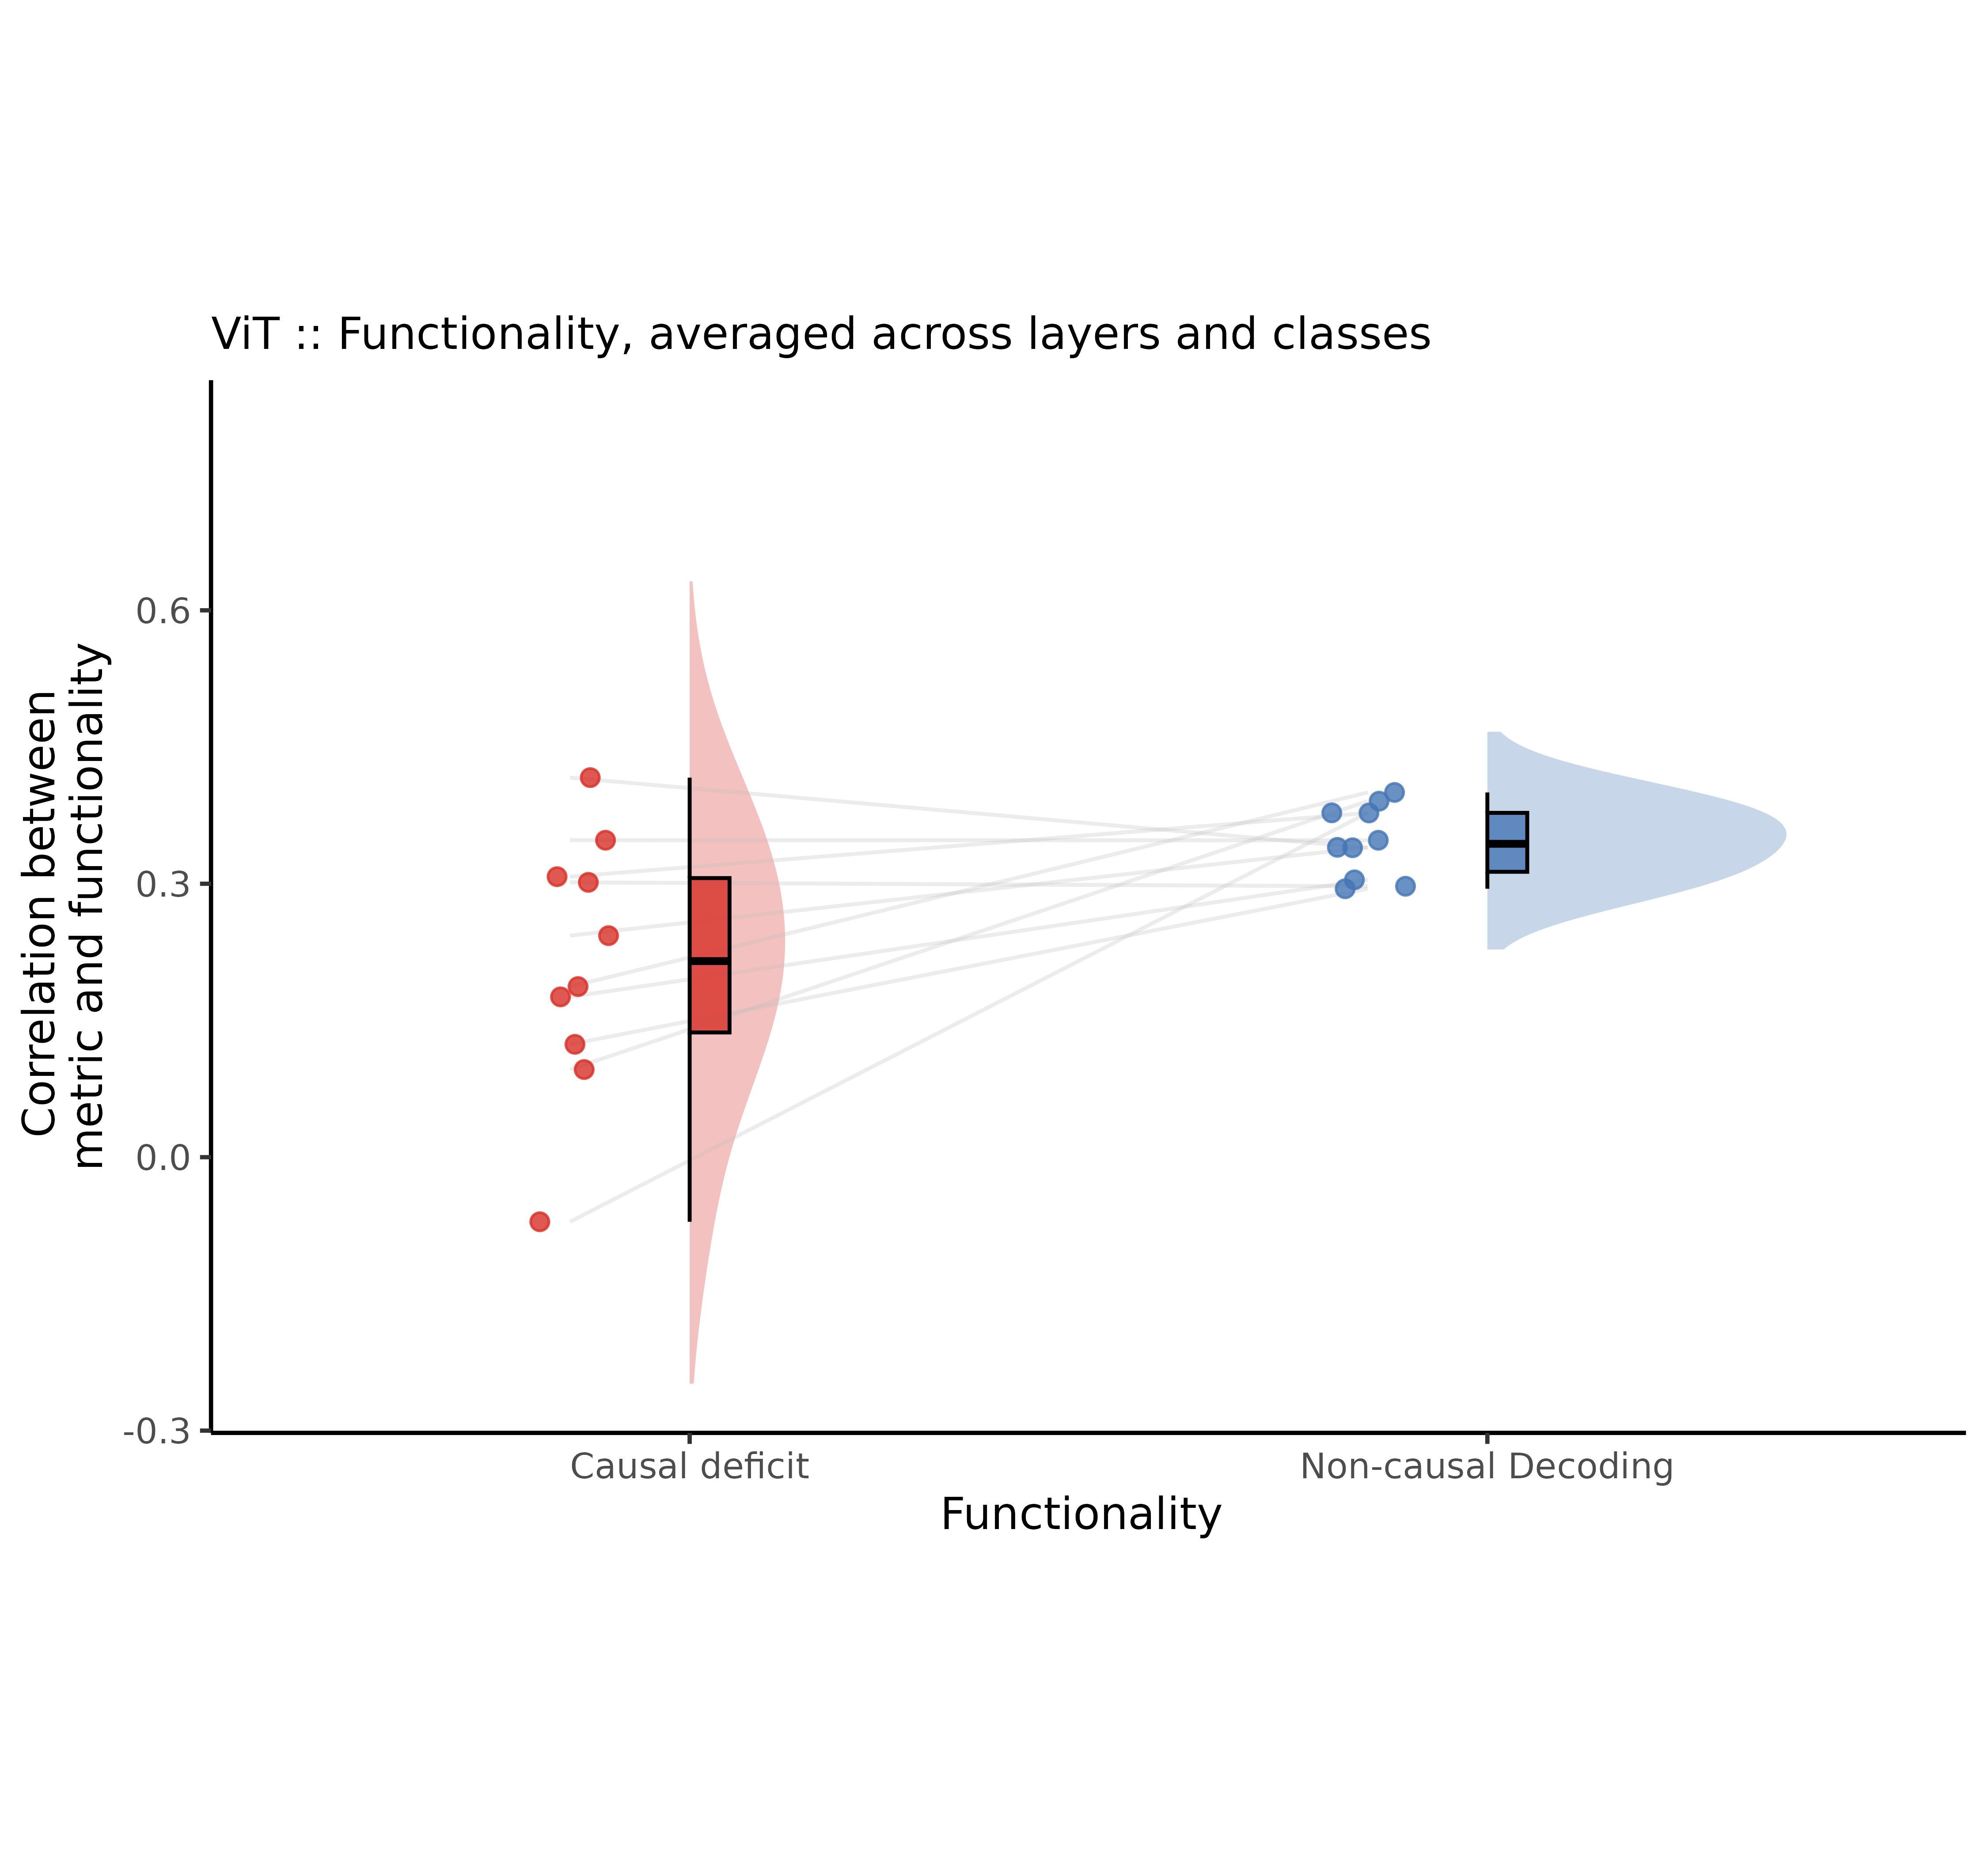 ViT :: Functionality, averaged across layers and classes
Correlation between
metric and functionality
0.6
0.3
0.0
-0.3
Causal deficit
Non-causal Decoding
Functionality